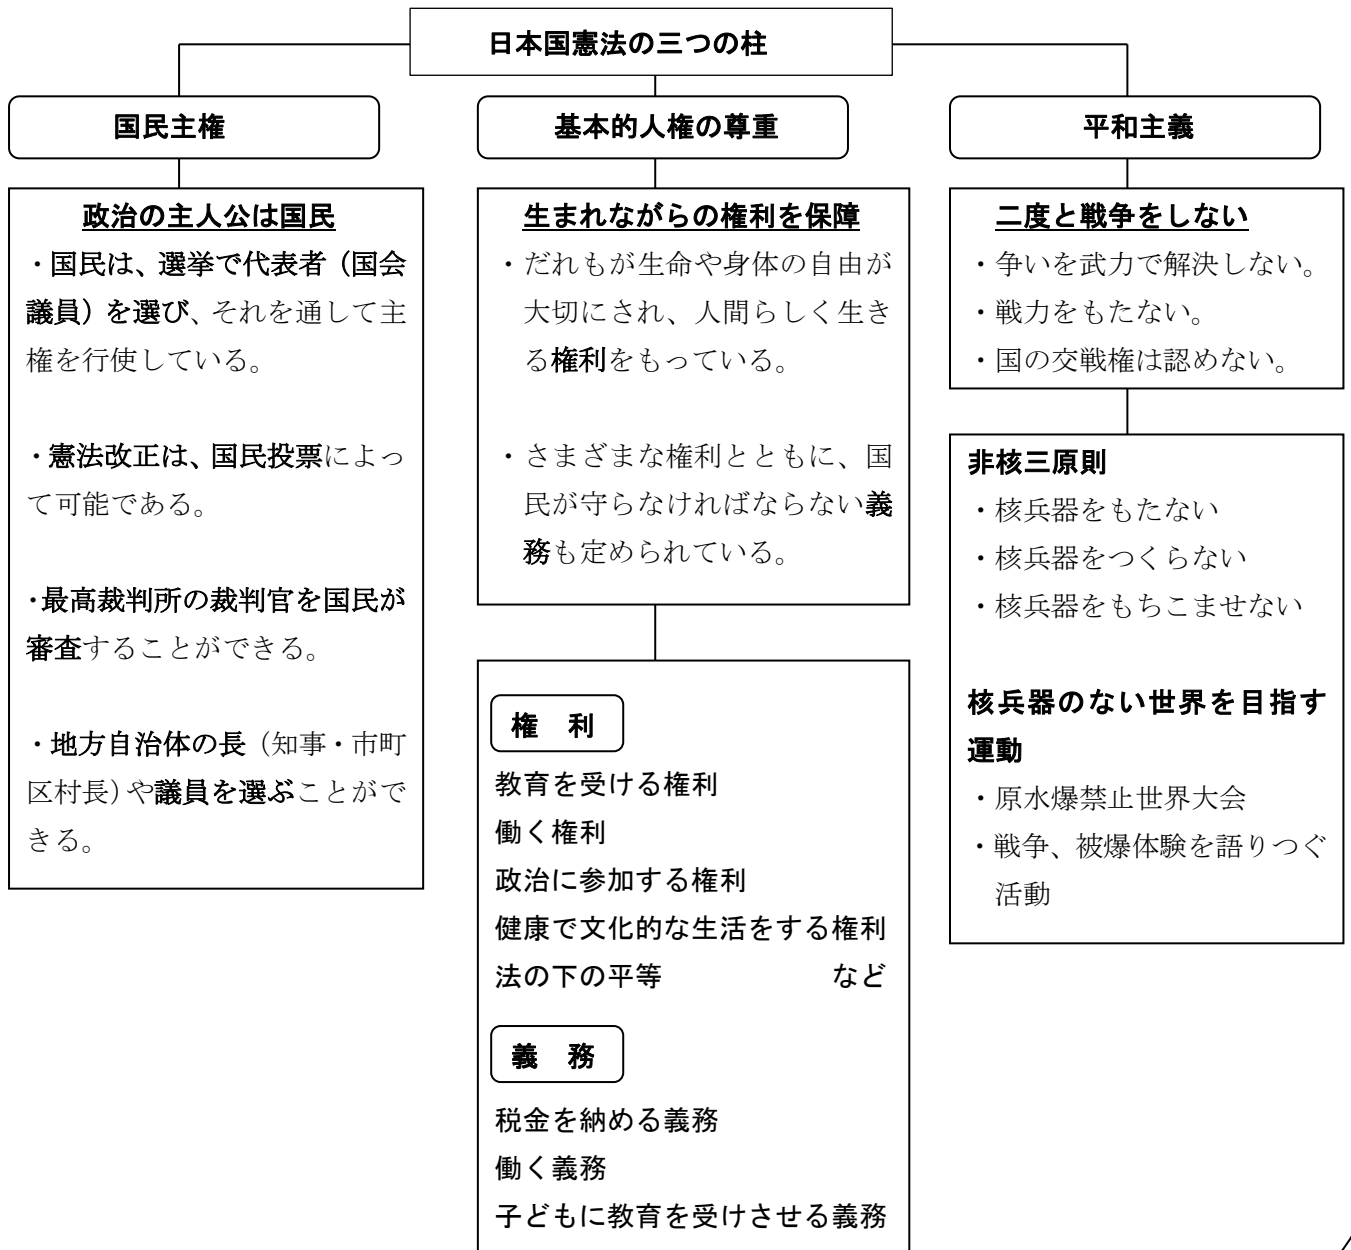 日本国憲法の三つの柱
国民主権
政治の主人公は国民
・国民は、選挙で代表者（国会
議員）を選び、それを通して主
権を行使している。
・憲法改正は、国民投票によっ
て可能である。
・最高裁判所の裁判官を国民が
審査することができる。
・地方自治体の長（知事・市町
区村長）や議員を選ぶことがで
きる。
基本的人権の尊重
生まれながらの権利を保障
・だれもが生命や身体の自由が
大切にされ、人間らしく生き
る権利をもっている。
・さまざまな権利とともに、国
民が守らなければならない義
務も定められている。
権　利
教育を受ける権利
働く権利
政治に参加する権利
健康で文化的な生活をする権利
法の下の平等　　　　　　など
義　務
税金を納める義務
働く義務
子どもに教育を受けさせる義務
平和主義
二度と戦争をしない
・争いを武力で解決しない。
・戦力をもたない。
・国の交戦権は認めない。
非核三原則
・核兵器をもたない
・核兵器をつくらない
・核兵器をもちこませない
核兵器のない世界を目指す
運動
・原水爆禁止世界大会
・戦争、被爆体験を語りつぐ
活動